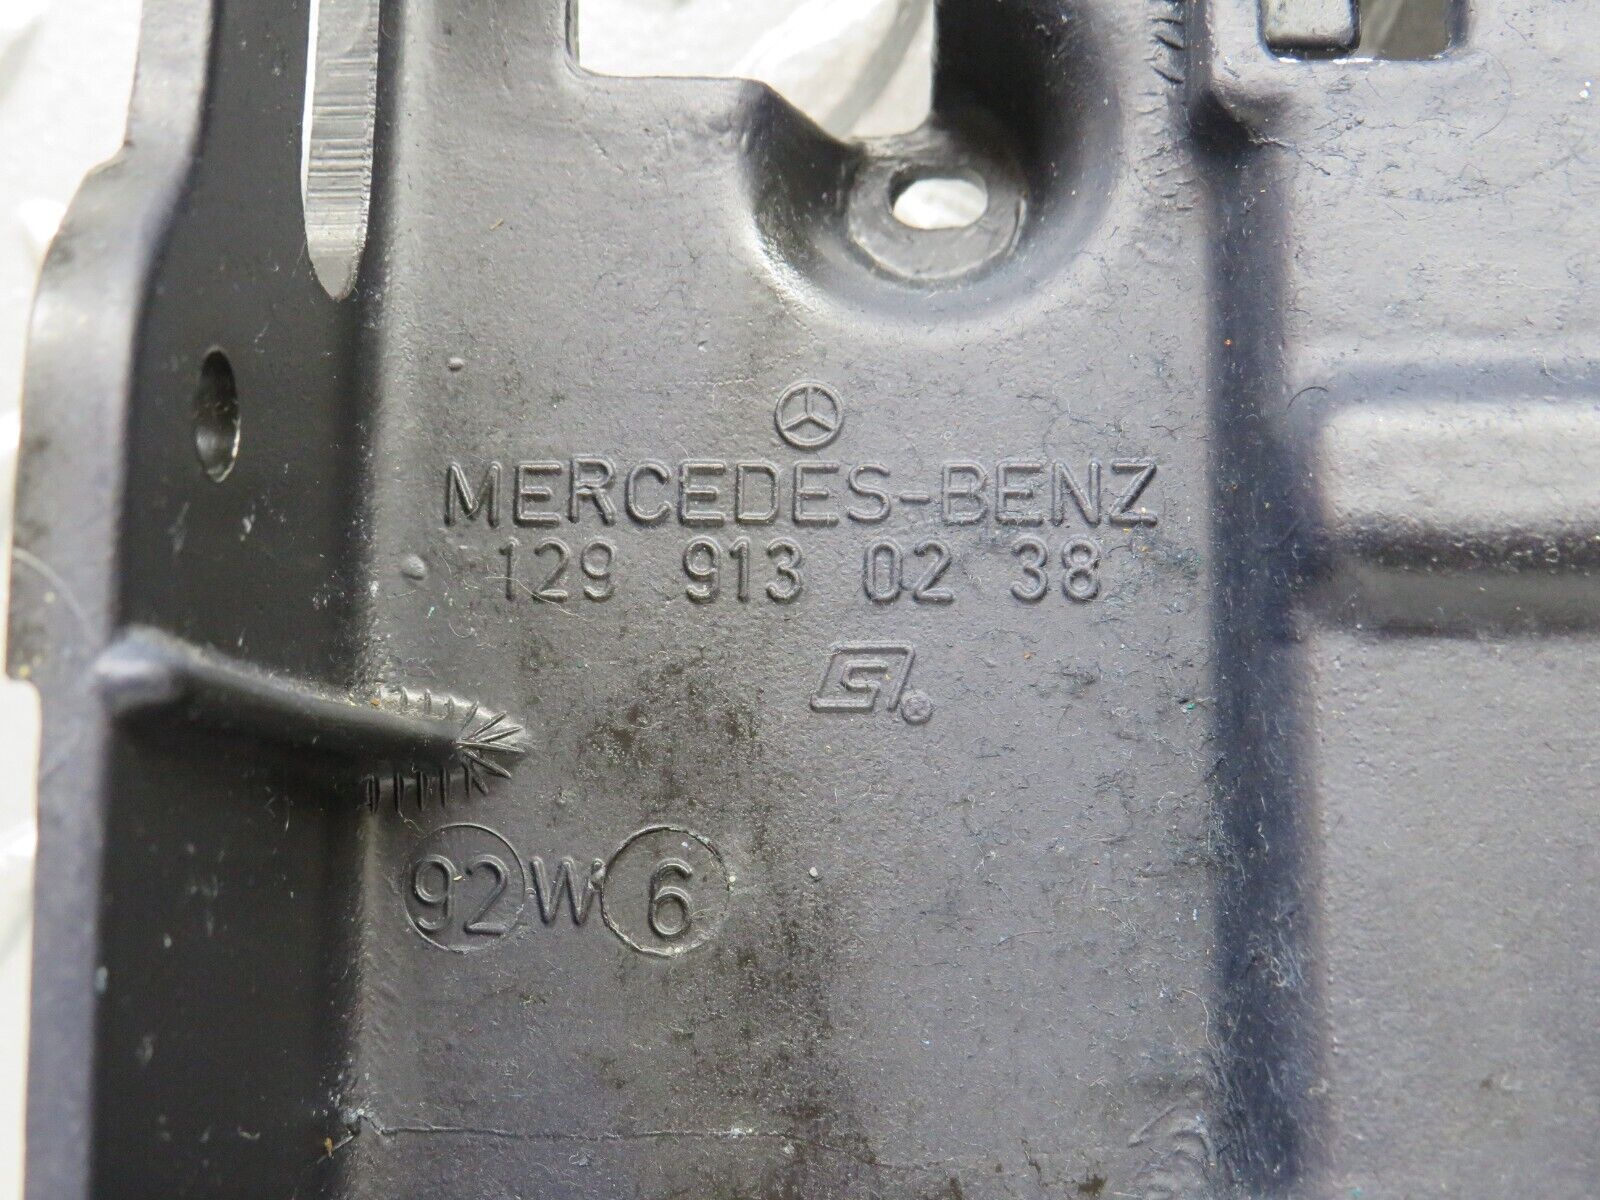 MERCEDES-BENZ
129 913 02 38
92 W 6